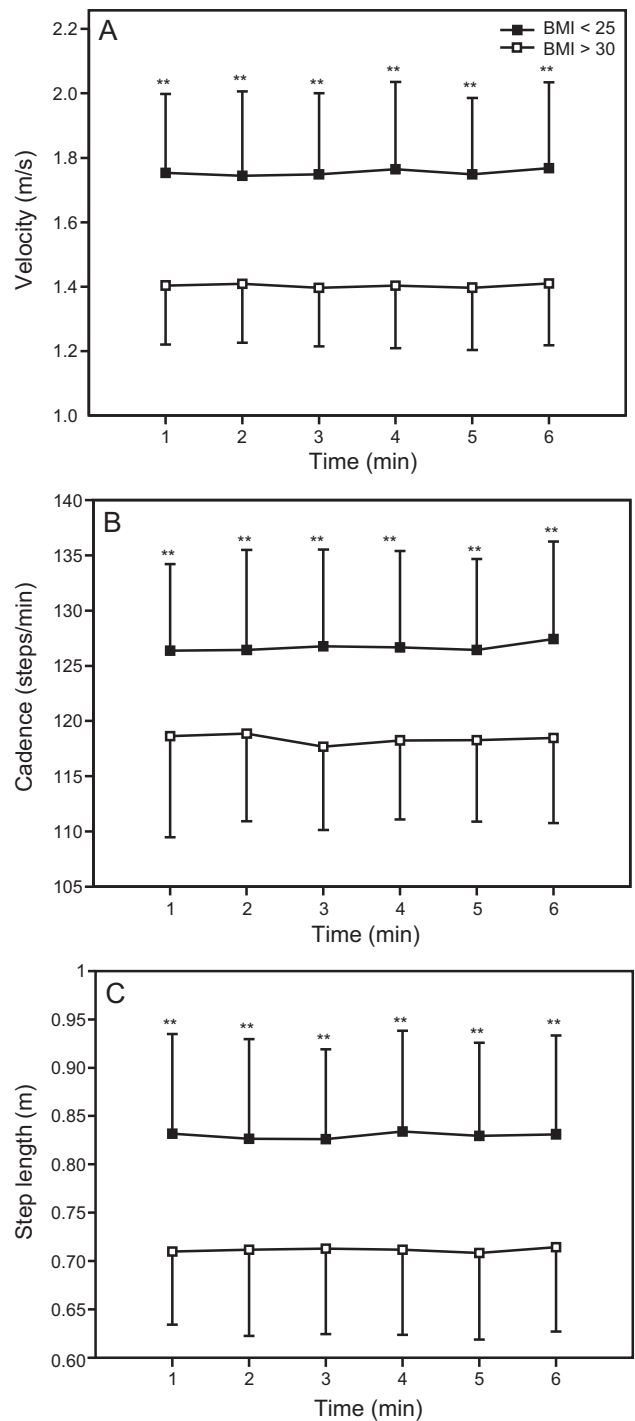 A
BMI < 25
BMI > 30
2.2
2.0
1.8
1.6
1.4
1.2
1.0
Velocity (m/s)
** ** ** ** ** **
1 2 3 4 5 6
Time (min)
B
140
135
130
125
120
115
110
105
Cadence (steps/min)
** ** ** ** ** **
1 2 3 4 5 6
Time (min)
C
1
0.95
0.90
0.85
0.80
0.75
0.70
0.65
0.60
Step length (m)
** ** ** ** ** **
1 2 3 4 5 6
Time (min)